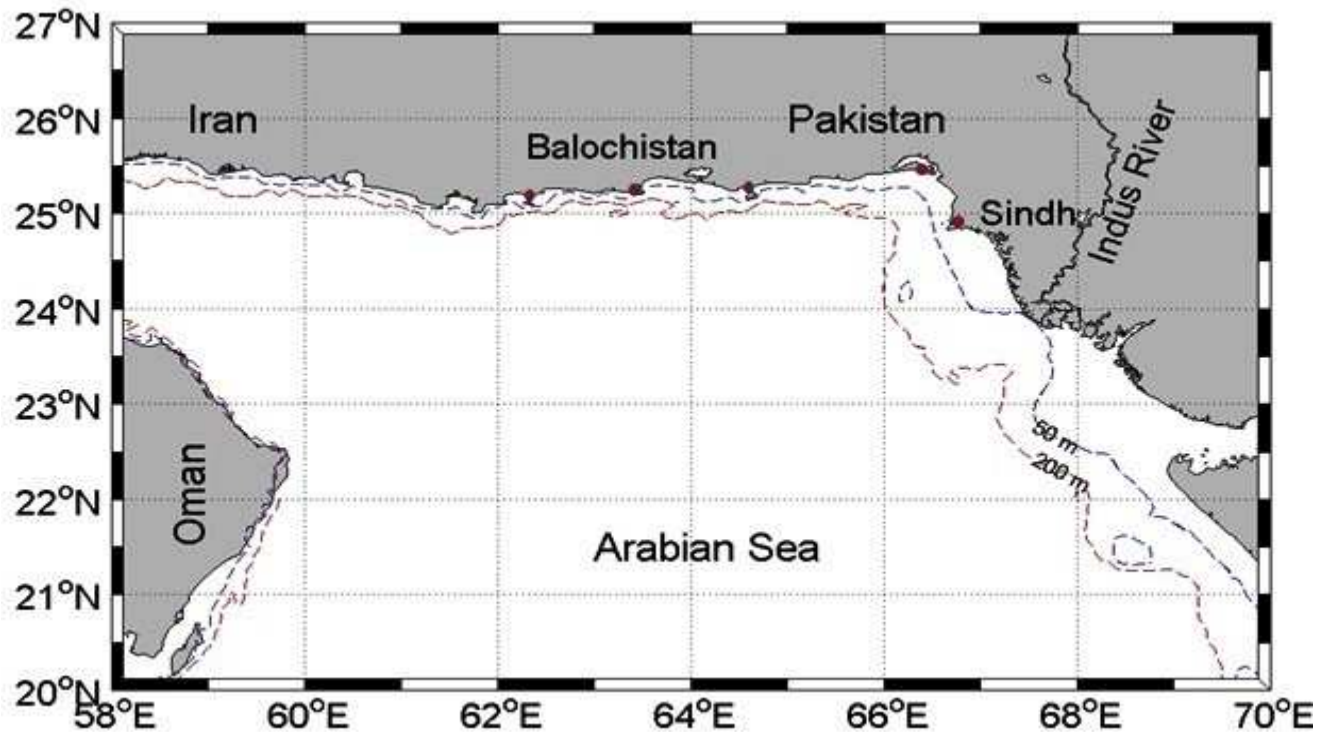 27°N
26°N
25°N
24°N
23°N
22°N
21°N
20°N
Iran
Pakistan
Balochistan
Sindh
Indus River
50 m
200 m
Oman
Arabian Sea
58°E
60°E
62°E
64°E
66°E
68°E
70°E